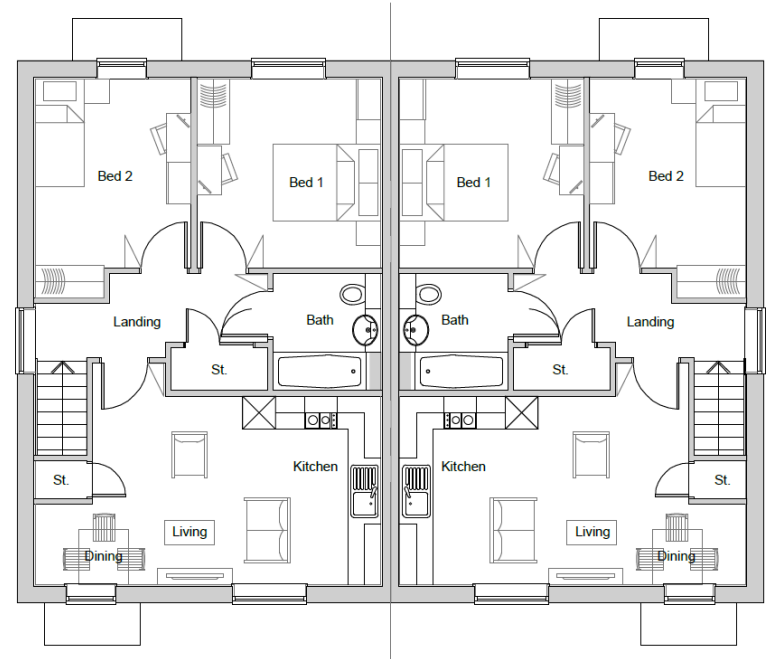 Bed 2
Bed 1
Bed 1
Bed 2
Landing
Bath
Bath
Landing
St.
St.
Kitchen
Kitchen
St.
St.
Living
Living
Dining
Dining